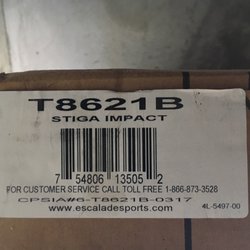 T8621B
STIGA IMPACT
7 54806 13505 2
FOR CUSTOMER SERVICE CALL TOLL FREE 1-866-873-3528
CPSIA#6-T8621B-0317
www.escaladesports.com
4L-5497-00